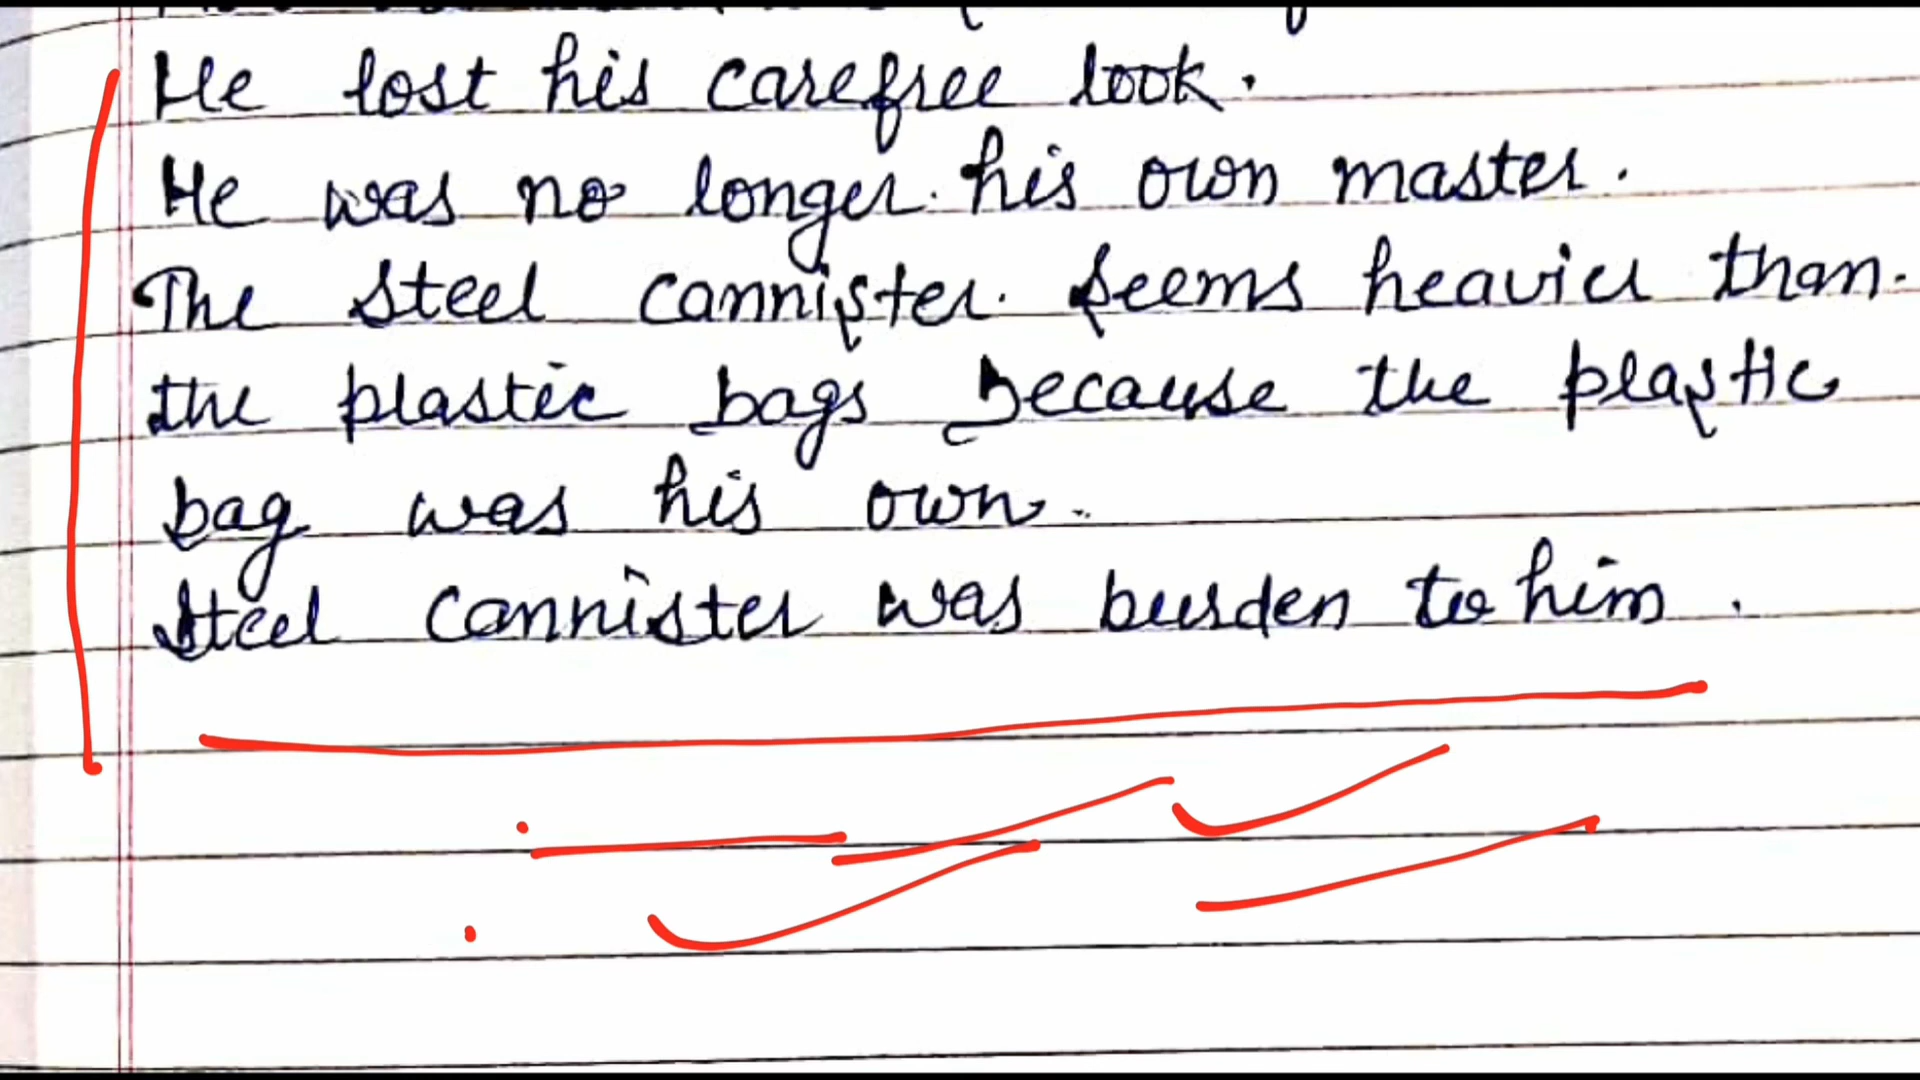 He lost his carefree look.
He was no longer his own master.
The steel cannister seems heavier than
the plastic bags because the plastic
bag was his own.
Steel cannister was burden to him.